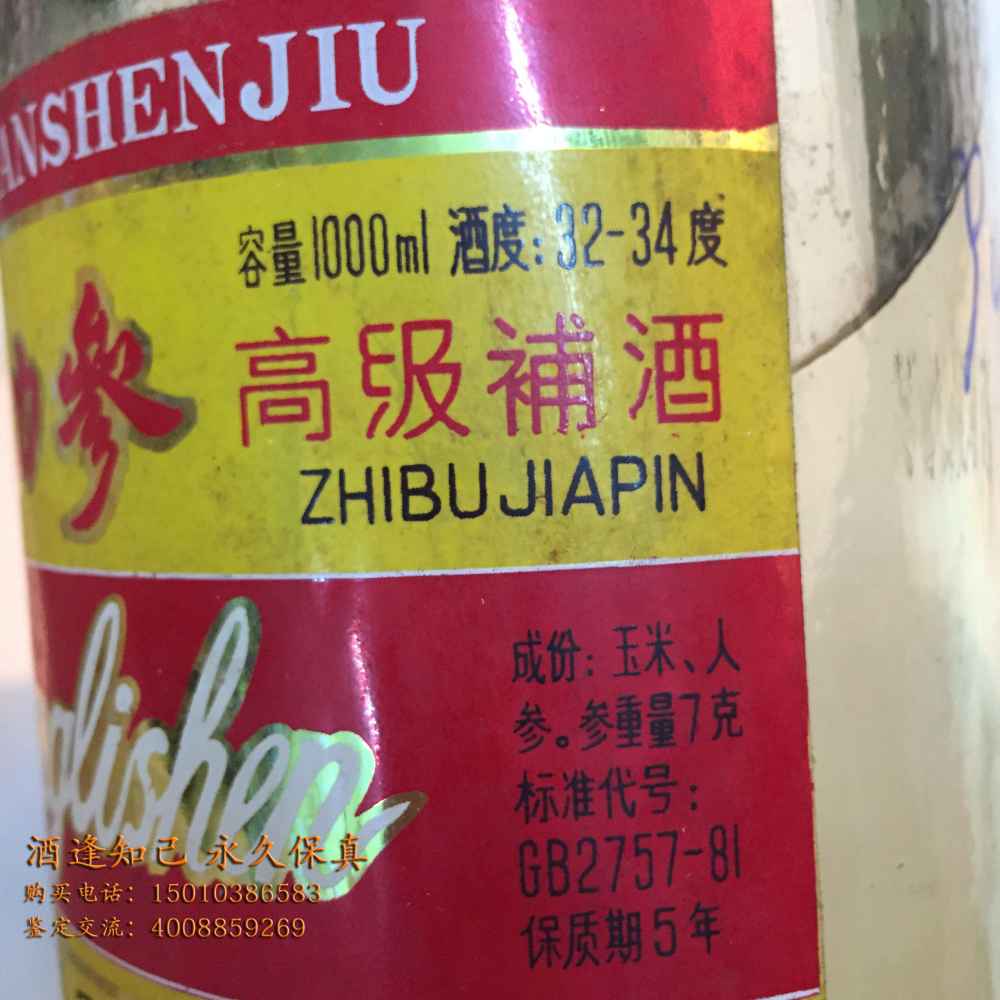 ANSHENJIU
容量1000ml 酒度:32-34度
參
高级補酒
ZHIBUJIAPIN
lishen
成份:玉米、人
参。参重量7克
标准代号:
GB2757-81
保质期5年
酒逢知己 永久保真
购买电话:15010386583
鉴定交流:4008859269